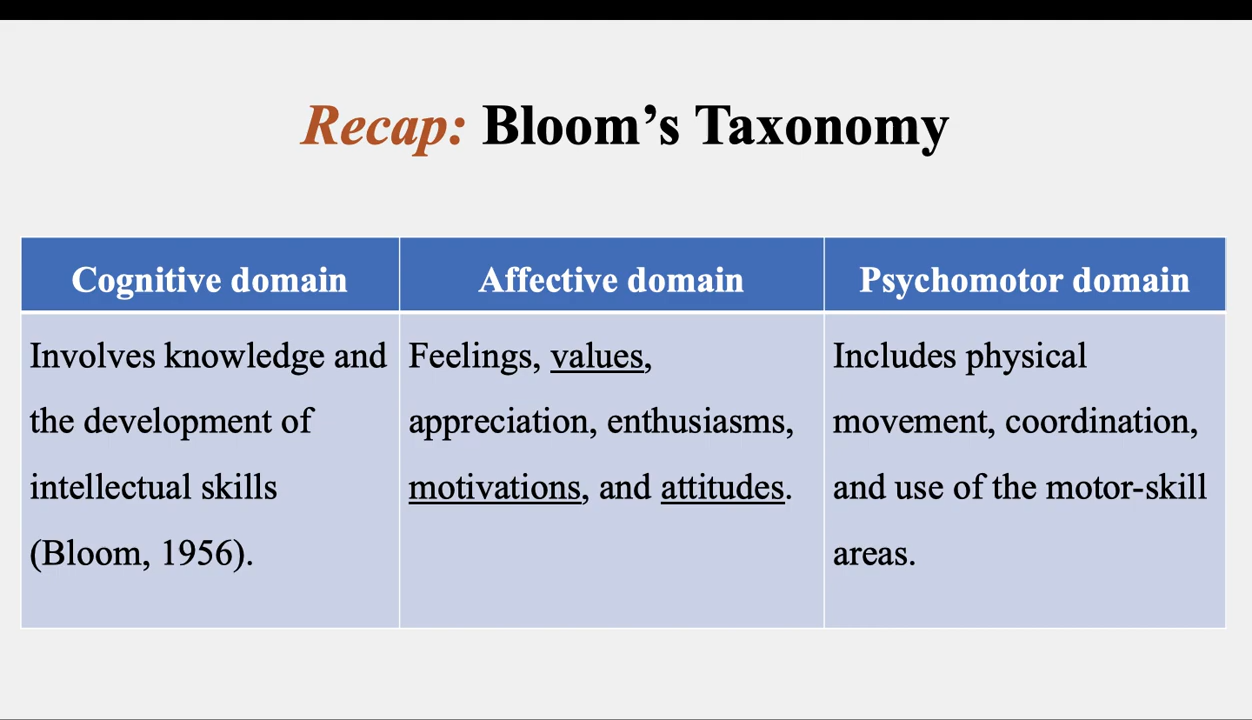 Recap: Bloom’s Taxonomy
Cognitive domain
Affective domain
Psychomotor domain
Involves knowledge and
the development of
intellectual skills
(Bloom, 1956).
Feelings, values,
appreciation, enthusiasms,
motivations, and attitudes.
Includes physical
movement, coordination,
and use of the motor-skill
areas.